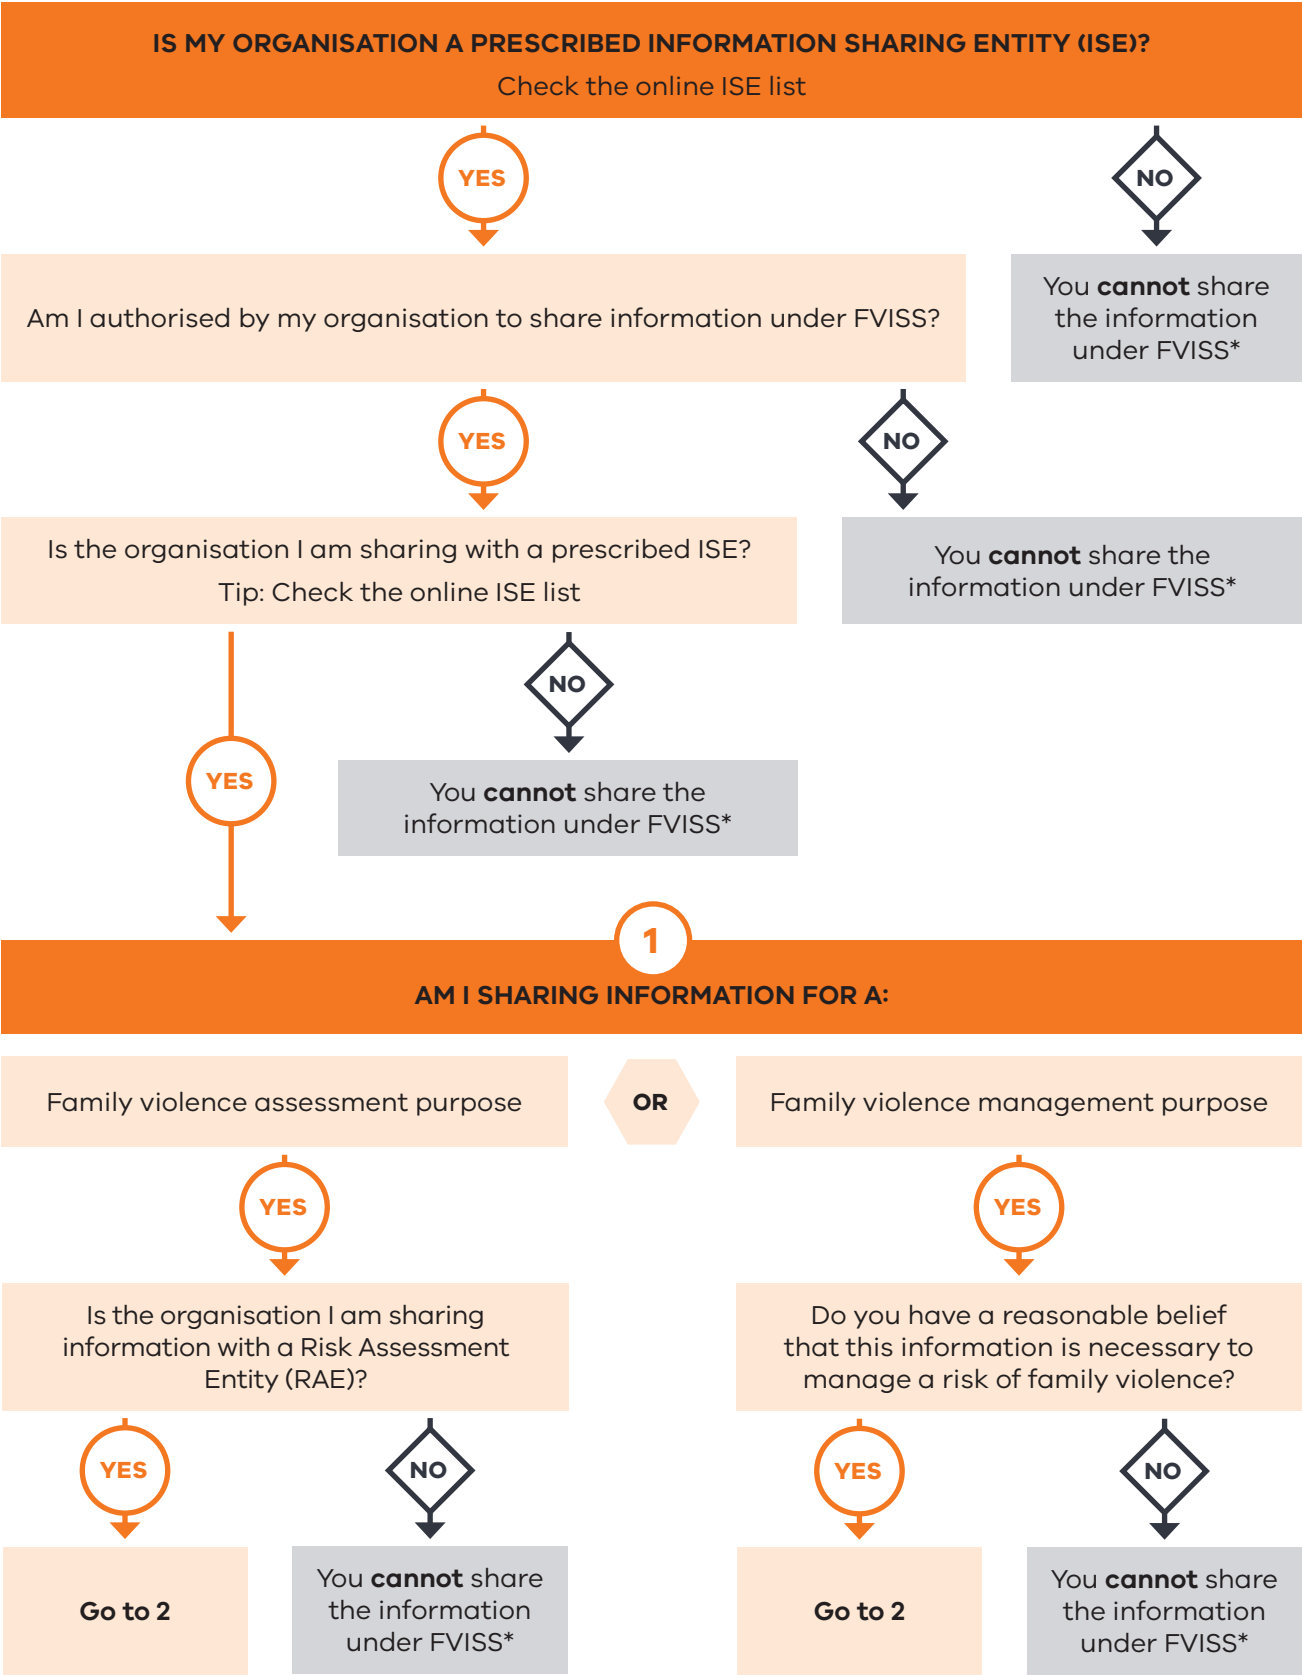 IS MY ORGANISATION A PRESCRIBED INFORMATION SHARING ENTITY (ISE)?
Check the online ISE list
YES
NO
Am I authorised by my organisation to share information under FVISS?
You cannot share
the information
under FVISS*
YES
NO
Is the organisation I am sharing with a prescribed ISE?
Tip: Check the online ISE list
You cannot share the
information under FVISS*
NO
YES
You cannot share the
information under FVISS*
1
AM I SHARING INFORMATION FOR A:
Family violence assessment purpose
OR
Family violence management purpose
YES
YES
Is the organisation I am sharing
information with a Risk Assessment
Entity (RAE)?
Do you have a reasonable belief
that this information is necessary to
manage a risk of family violence?
YES
NO
YES
NO
Go to 2
You cannot share
the information
under FVISS*
Go to 2
You cannot share
the information
under FVISS*